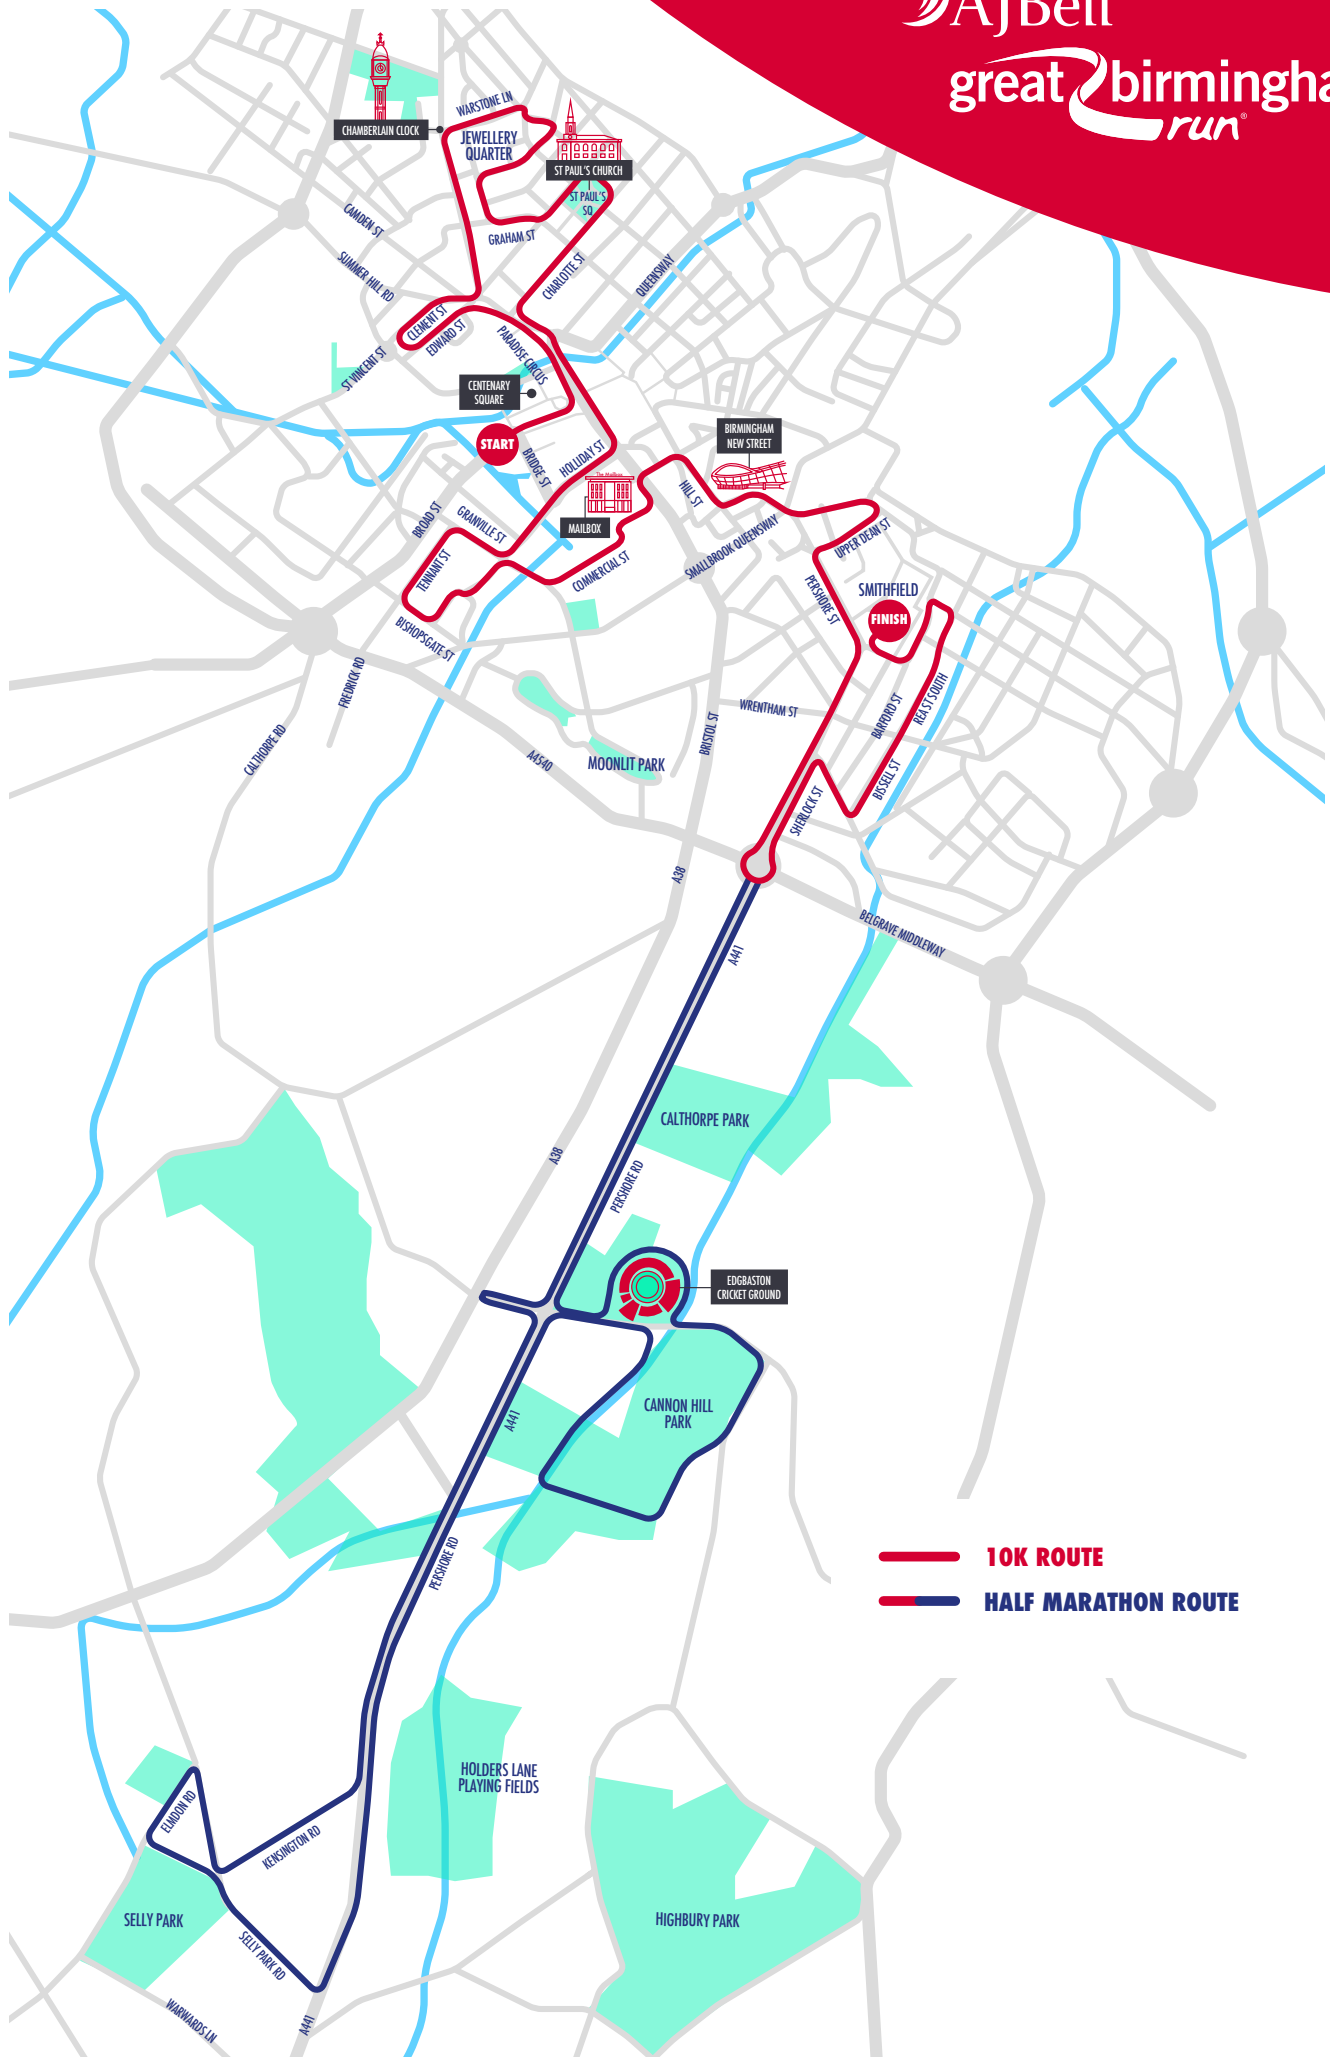 AJBell
great birmingha
run
WARSTONE LN
CHAMBERLAIN CLOCK
JEWELLERY
QUARTER
ST PAUL'S CHURCH
ST PAUL'S
SQ
CAMDEN ST
GRAHAM ST
SUMMER HILL RD
CHARLOTTE ST
QUEENSWAY
CLEMENT ST
EDWARD ST
PARADISE CIRCUS
ST VINCENT ST
CENTENARY
SQUARE
START
BRIDGE ST
HOLLIDAY ST
BIRMINGHAM
NEW STREET
The Mailbox
MAILBOX
HILL ST
BROAD ST
GRANVILLE ST
SMALLBROOK QUEENSWAY
UPPER DEAN ST
TENNANT ST
COMMERCIAL ST
PERSHORE ST
SMITHFIELD
FINISH
BISHOPSGATE ST
FREDRICK RD
CALTHORPE RD
WRENTHAM ST
BARFORD ST
REA ST SOUTH
BRISTOL ST
A4540
MOONLIT PARK
BISSELL ST
SHERLOCK ST
A38
BELGRAVE MIDDLEWAY
A441
CALTHORPE PARK
A38
PERSHORE RD
EDGBASTON
CRICKET GROUND
CANNON HILL
PARK
A441
PERSHORE RD
10K ROUTE
HALF MARATHON ROUTE
HOLDERS LANE
PLAYING FIELDS
ELMDON RD
KENSINGTON RD
SELLY PARK
HIGHBURY PARK
SELLY PARK RD
WARWARDS LN
A441